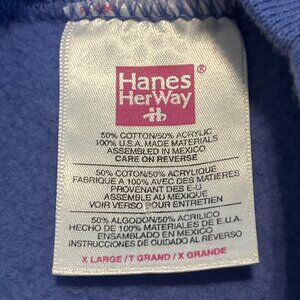 Hanes
HerWay
®
50% COTTON/50% ACRYLIC
100% U.S.A. MADE MATERIALS
ASSEMBLED IN MEXICO
CARE ON REVERSE
50% COTON/50% ACRYLIQUE
FABRIQUE A 100% AVEC DES MATIERES
PROVENANT DES E-U
ASSEMBLE AU MEXIQUE
VOIR VERSO POUR ENTRETIEN
50% ALGODON/50% ACRILICO
HECHO DE 100% MATERIALES DE E.U.A.
ENSAMBLADO EN MEXICO
INSTRUCCIONES DE CUIDADO AL REVERSO
X LARGE / T GRAND / X GRANDE